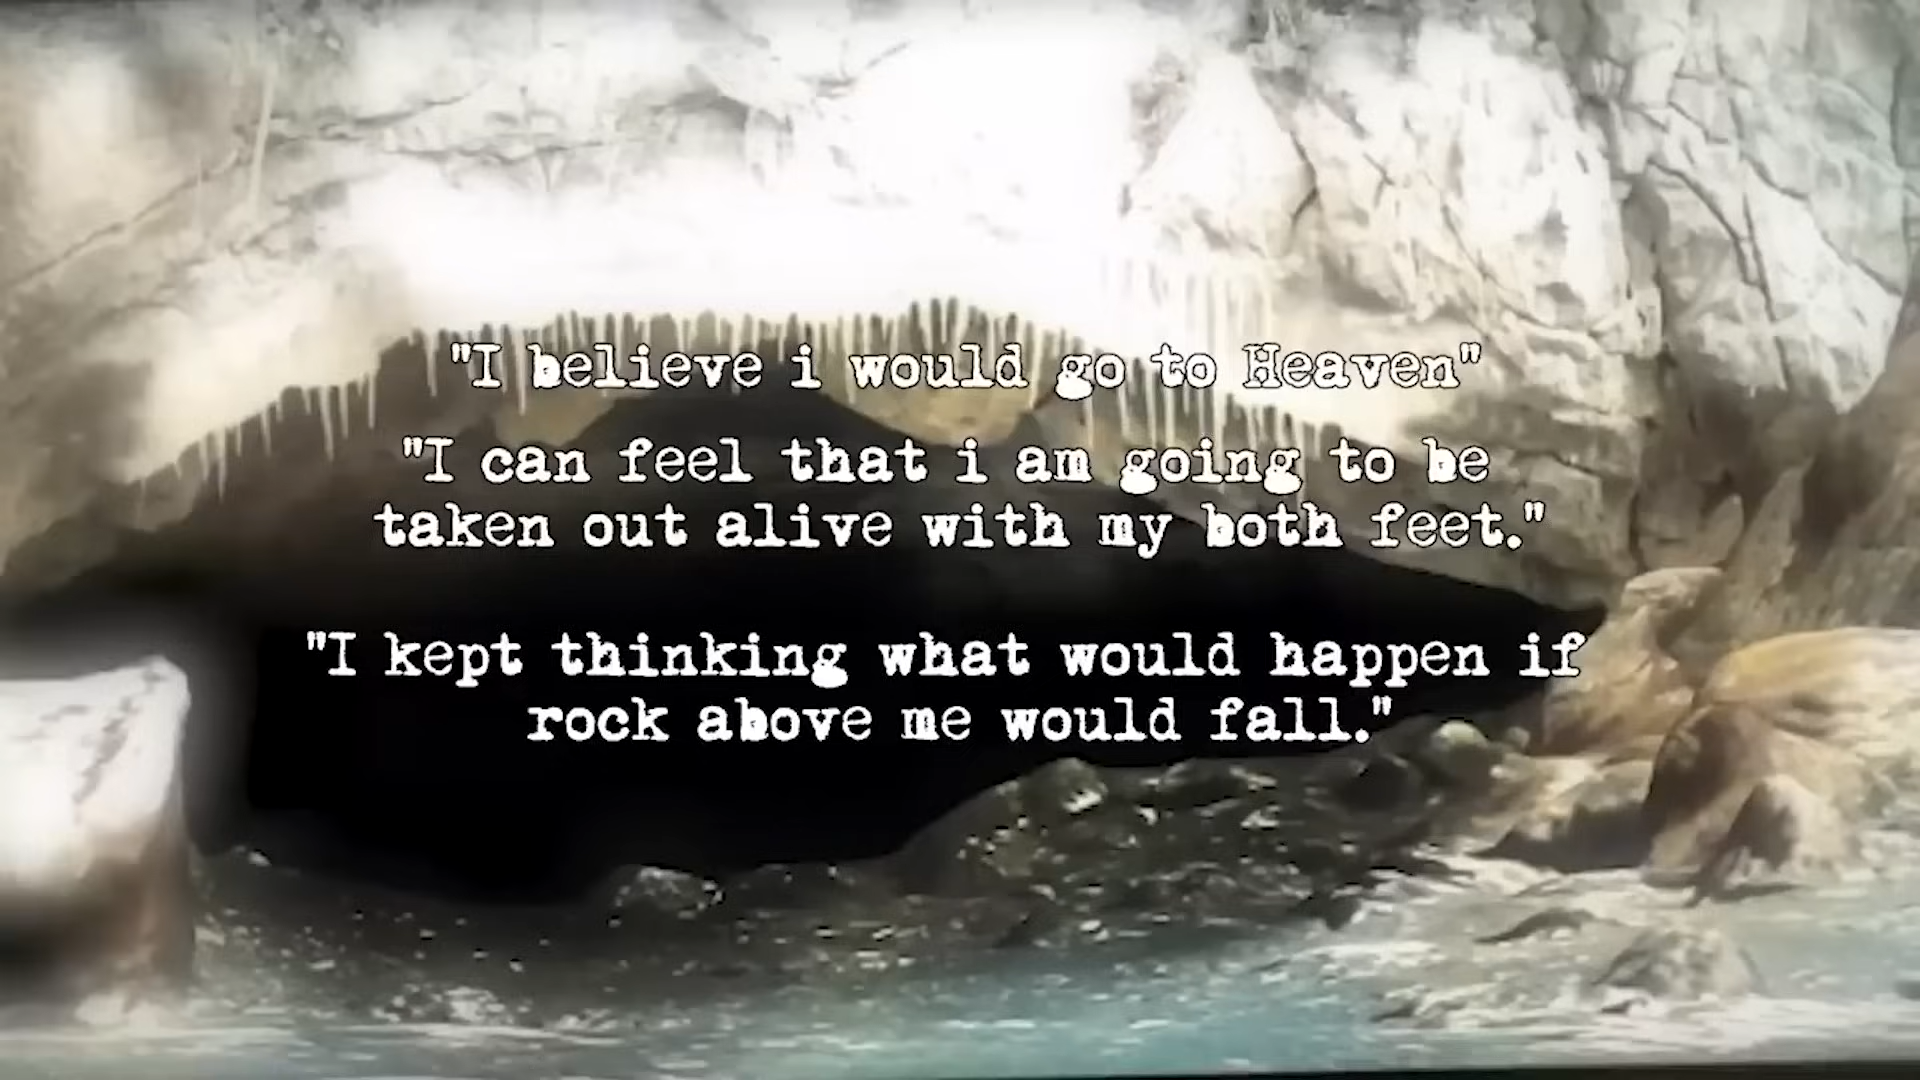 "I believe i would go to Heaven"
"I can feel that i am going to be
taken out alive with my both feet."
"I kept thinking what would happen if
rock above me would fall."